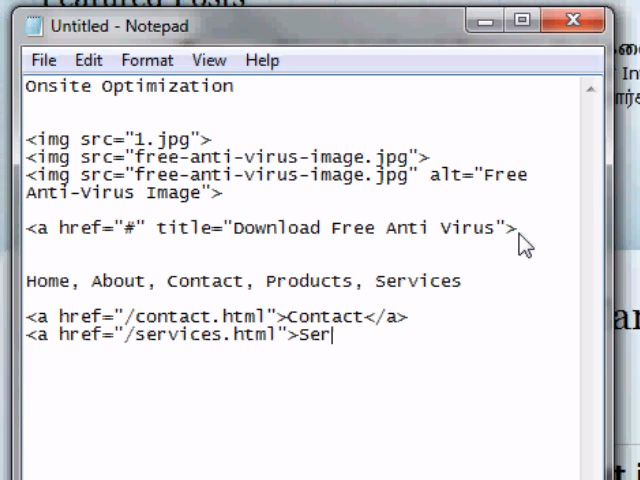 Featured Posts
Untitled - Notepad
File Edit Format View Help
Onsite Optimization
<img src="1.jpg">
<img src="free-anti-virus-image.jpg">
<img src="free-anti-virus-image.jpg" alt="Free
Anti-Virus Image">
<a href="#" title="Download Free Anti Virus">
Home, About, Contact, Products, Services
<a href="/contact.html">Contact</a>
<a href="/services.html">Ser